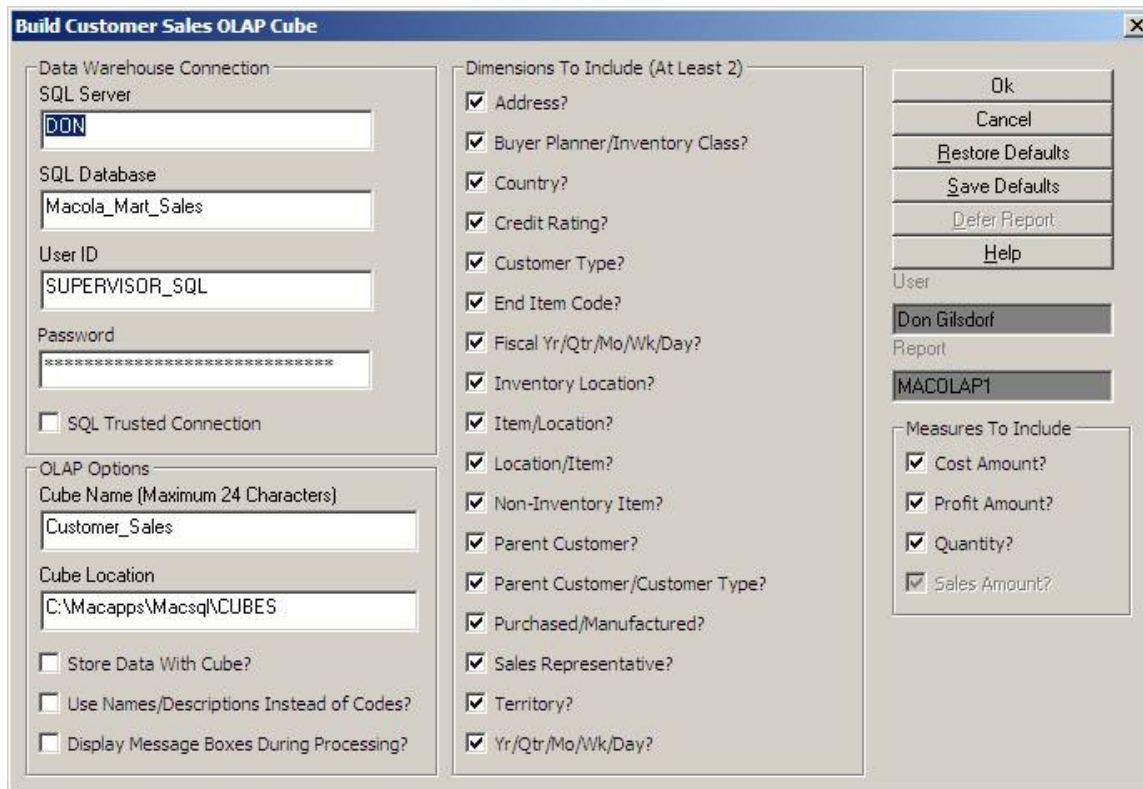 Build Customer Sales OLAP Cube
Data Warehouse Connection
SQL Server
DON
SQL Database
Macola_Mart_Sales
User ID
SUPERVISOR_SQL
Password
*****************************
SQL Trusted Connection
OLAP Options
Cube Name (Maximum 24 Characters)
Customer_Sales
Cube Location
C:\Macapps\Macsql\CUBES
Store Data With Cube?
Use Names/Descriptions Instead of Codes?
Display Message Boxes During Processing?
Dimensions To Include (At Least 2)
Address?
Buyer Planner/Inventory Class?
Country?
Credit Rating?
Customer Type?
End Item Code?
Fiscal Yr/Qtr/Mo/Wk/Day?
Inventory Location?
Item/Location?
Location/Item?
Non-Inventory Item?
Parent Customer?
Parent Customer/Customer Type?
Purchased/Manufactured?
Sales Representative?
Territory?
Yr/Qtr/Mo/Wk/Day?
Ok
Cancel
Restore Defaults
Save Defaults
Defer Report
Help
User
Don Gilsdorf
Report
MACOLAP1
Measures To Include
Cost Amount?
Profit Amount?
Quantity?
Sales Amount?